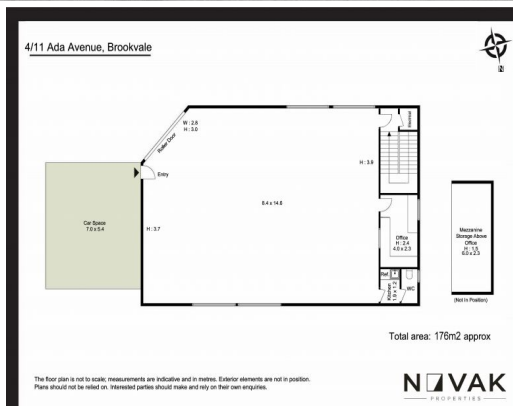 4/11 Ada Avenue, Brookvale
N
W : 2.8
H : 3.0
Roller Door
Electrical
H : 3.9
Entry
8.4 x 14.8
Car Space
7.0 x 5.4
H : 3.7
Office
H : 2.4
4.0 x 2.3
Mezzanine
Storage Above
Office
H : 1.5
6.0 x 2.3
(Not In Position)
Ref.
Kitchen
1.9 x 1.2
WC
Total area: 176m2 approx
The floor plan is not to scale; measurements are indicative and in metres. Exterior elements are not in position.
Plans should not be relied on. Interested parties should make and rely on their own enquiries.
NOVAK
PROPERTIES